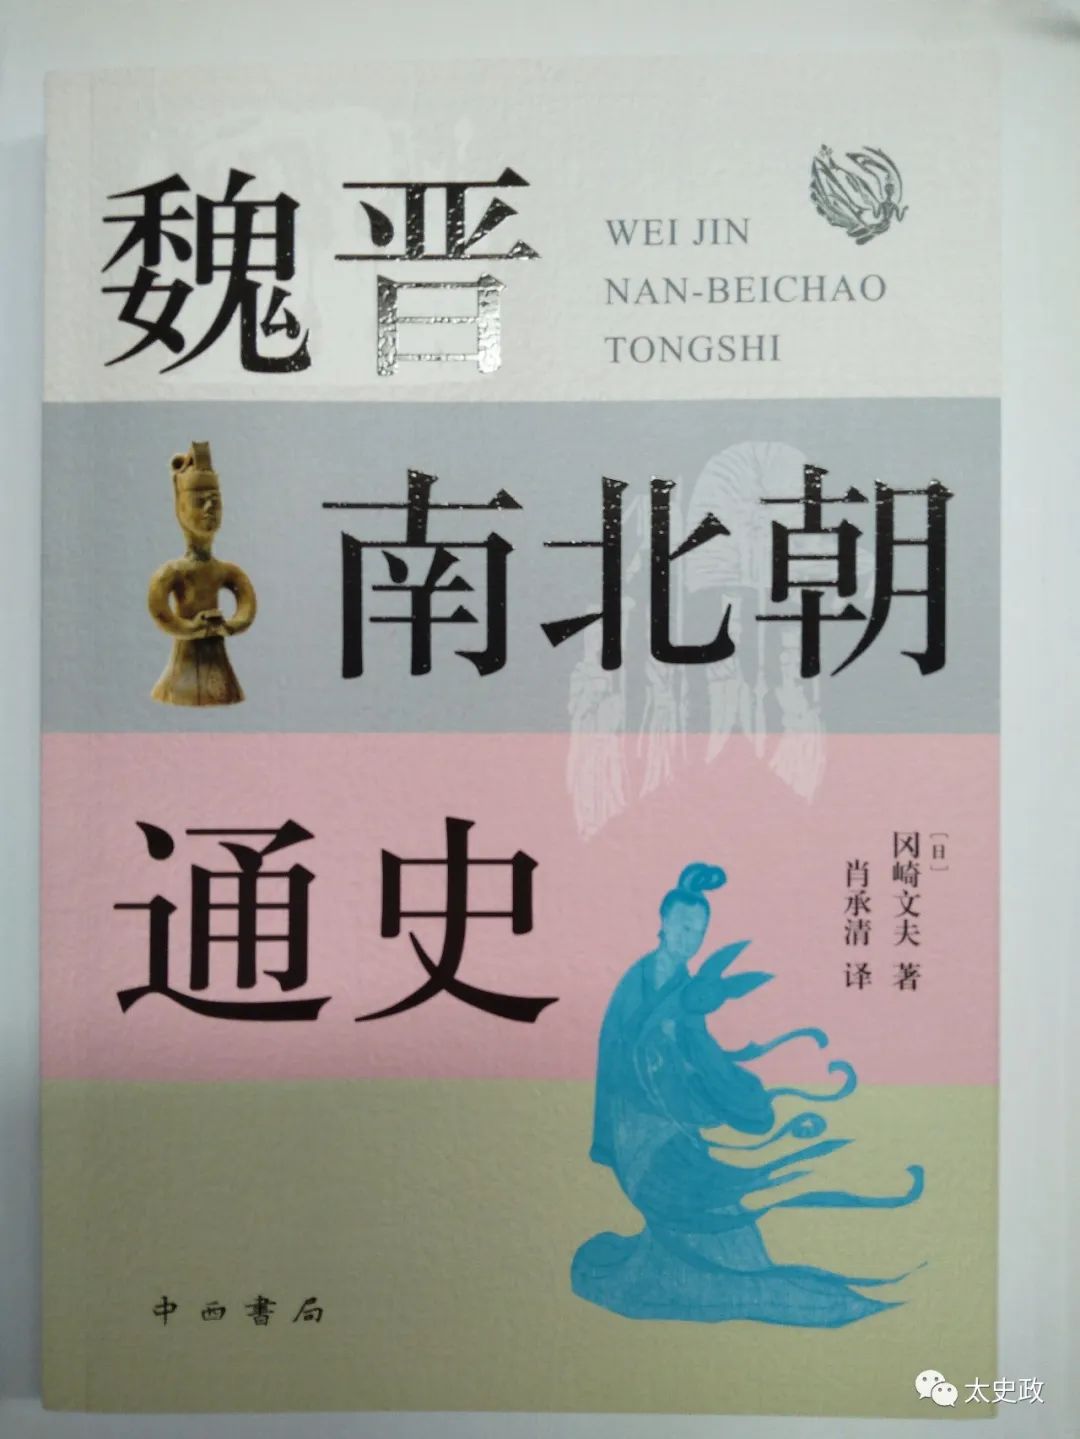 魏晋
WEI JIN
NAN-BEICHAO
TONGSHI
南北朝
通史
〔日〕
冈崎文夫 著
肖承清 译
中西書局
太史政